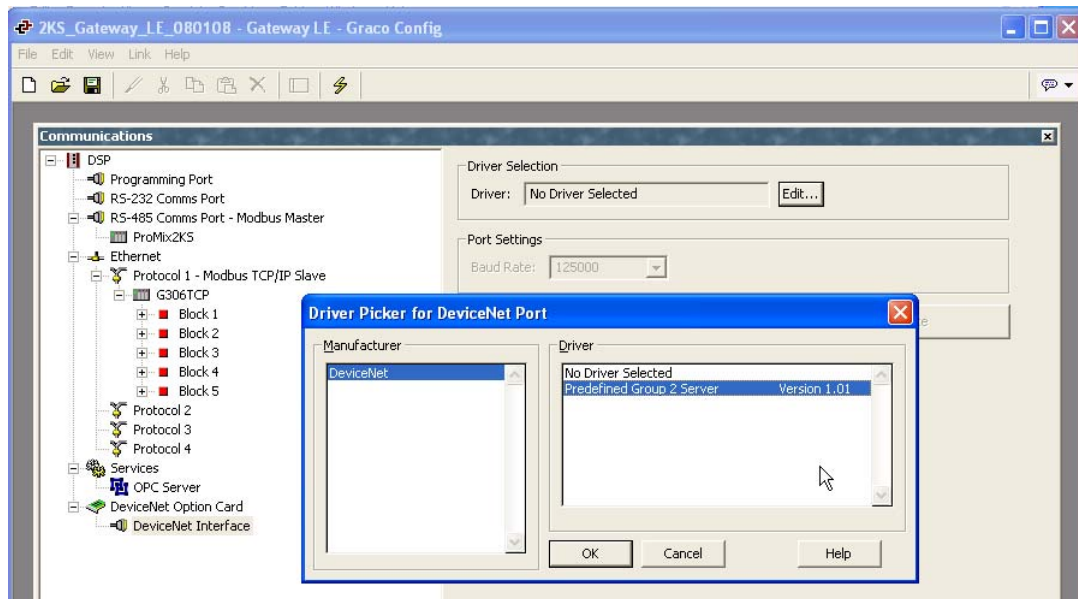 2KS_Gateway_LE_080108 - Gateway LE - Graco Config
File Edit View Link Help
Communications
DSP
Programming Port
RS-232 Comms Port
RS-485 Comms Port - Modbus Master
ProMix2KS
Ethernet
Protocol 1 - Modbus TCP/IP Slave
G306TCP
Block 1
Block 2
Block 3
Block 4
Block 5
Protocol 2
Protocol 3
Protocol 4
Services
OPC Server
DeviceNet Option Card
DeviceNet Interface
Driver Selection
Driver: No Driver Selected Edit...
Port Settings
Baud Rate: 125000
Driver Picker for DeviceNet Port
Manufacturer
DeviceNet
Driver
No Driver Selected
Predefined Group 2 Server Version 1.01
OK Cancel Help